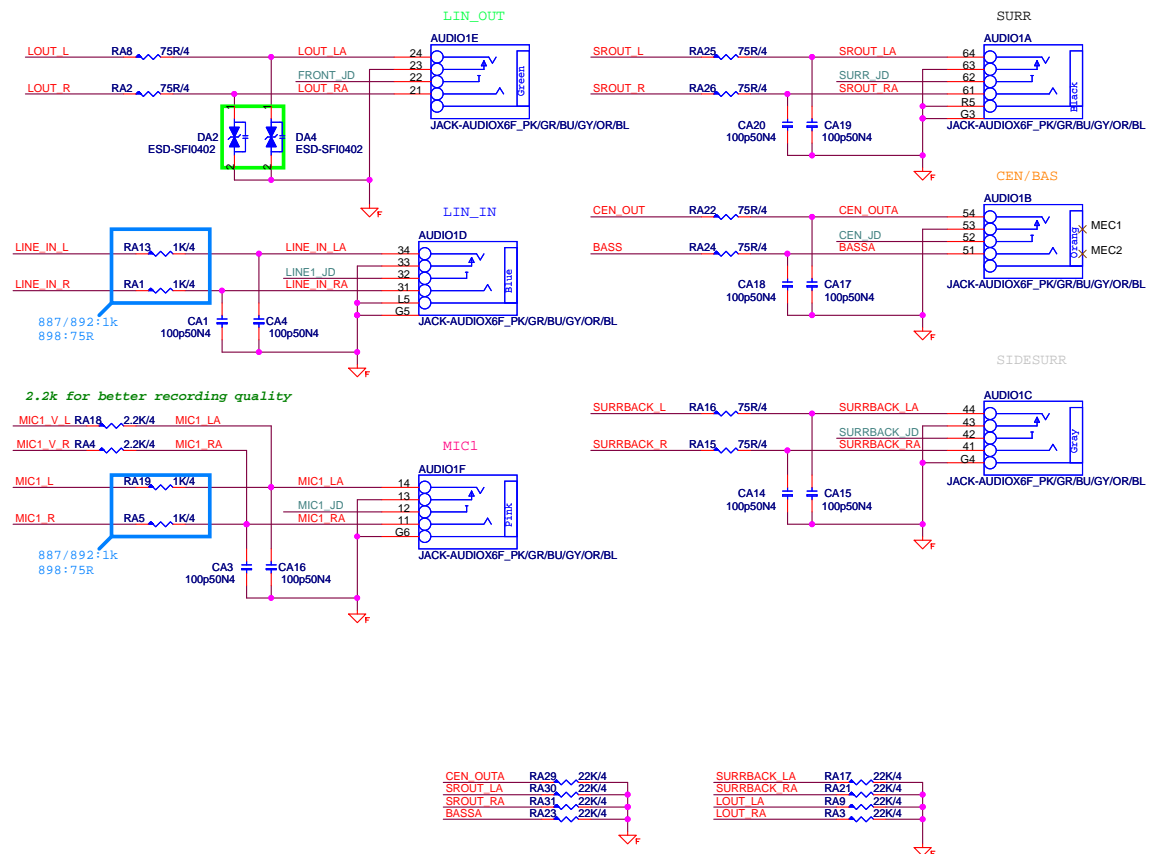 LIN_OUT
AUDIO1E
LOUT_L RA8 75R/4 LOUT_LA 24
23
FRONT_JD 22
LOUT_R RA2 75R/4 LOUT_RA 21
Green
JACK-AUDIOX6F_PK/GR/BU/GY/OR/BL
1 1
DA2
ESD-SFI0402
DA4
ESD-SFI0402
2 2
F
LIN_IN
AUDIO1D
LINE_IN_L RA13 1K/4 LINE_IN_LA 34
33
LINE1_JD 32
LINE_IN_R RA1 1K/4 LINE_IN_RA 31
L5
G5
Blue
JACK-AUDIOX6F_PK/GR/BU/GY/OR/BL
887/892:1k
898:75R
CA1
100p50N4
CA4
100p50N4
F
2.2k for better recording quality
MIC1_V_L RA18 2.2K/4 MIC1_LA
MIC1_V_R RA4 2.2K/4 MIC1_RA
MIC1
AUDIO1F
MIC1_L RA19 1K/4 MIC1_LA 14
13
MIC1_JD 12
MIC1_R RA5 1K/4 MIC1_RA 11
G6
Pink
JACK-AUDIOX6F_PK/GR/BU/GY/OR/BL
887/892:1k
898:75R
CA3
100p50N4
CA16
100p50N4
F
SURR
AUDIO1A
SROUT_L RA25 75R/4 SROUT_LA 64
63
SURR_JD 62
SROUT_R RA26 75R/4 SROUT_RA 61
R5
G3
Black
JACK-AUDIOX6F_PK/GR/BU/GY/OR/BL
CA20
100p50N4
CA19
100p50N4
F
CEN/BAS
AUDIO1B
CEN_OUT RA22 75R/4 CEN_OUTA 54
53
CEN_JD 52
BASS RA24 75R/4 BASSA 51
Orang
MEC1
MEC2
JACK-AUDIOX6F_PK/GR/BU/GY/OR/BL
CA18
100p50N4
CA17
100p50N4
F
SIDESURR
AUDIO1C
SURRBACK_L RA16 75R/4 SURRBACK_LA 44
43
SURRBACK_JD 42
SURRBACK_R RA15 75R/4 SURRBACK_RA 41
G4
Gray
JACK-AUDIOX6F_PK/GR/BU/GY/OR/BL
CA14
100p50N4
CA15
100p50N4
F
CEN_OUTA RA29 22K/4
SROUT_LA RA30 22K/4
SROUT_RA RA31 22K/4
BASSA RA23 22K/4
F
SURRBACK_LA RA17 22K/4
SURRBACK_RA RA21 22K/4
LOUT_LA RA9 22K/4
LOUT_RA RA3 22K/4
F